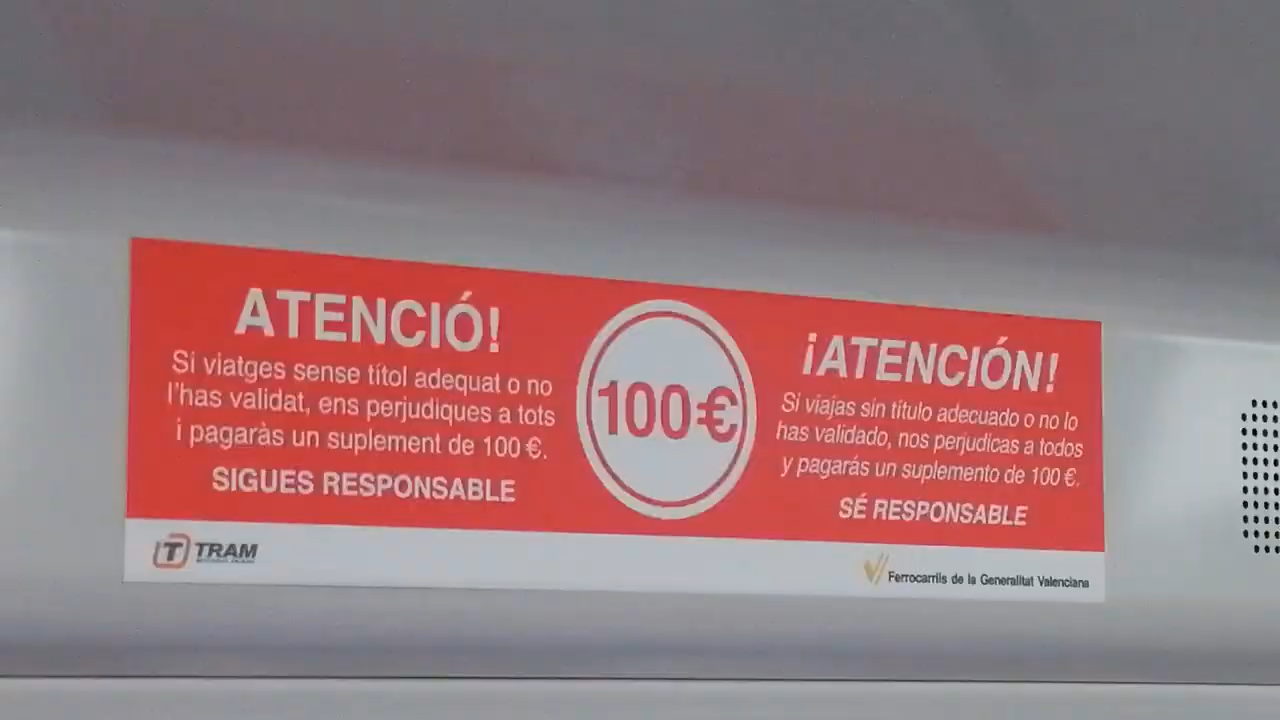 ATENCIÓ!
Si viatges sense títol adequat o no
l'has validat, ens perjudiques a tots
i pagaràs un suplement de 100 €.
SIGUES RESPONSABLE
100€
¡ATENCIÓN!
Si viajas sin título adecuado o no lo
has validado, nos perjudicas a todos
y pagarás un suplemento de 100 €.
SÉ RESPONSABLE
T TRAM
Ferrocarrils de la Generalitat Valenciana